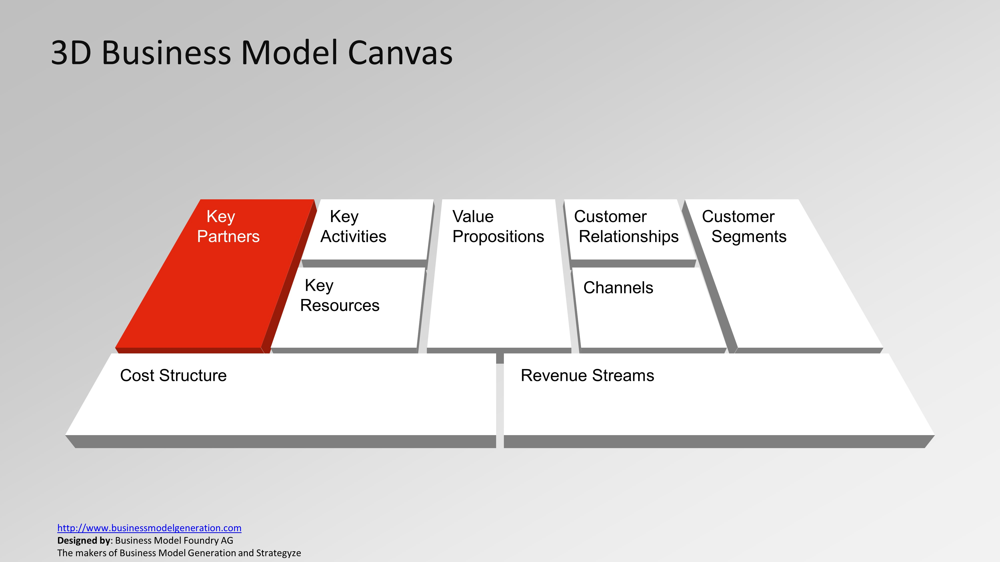 3D Business Model Canvas
Key
Partners
Key
Activities
Key
Resources
Value
Propositions
Customer
Relationships
Channels
Customer
Segments
Cost Structure
Revenue Streams
http://www.businessmodelgeneration.com
Designed by: Business Model Foundry AG
The makers of Business Model Generation and Strategyze